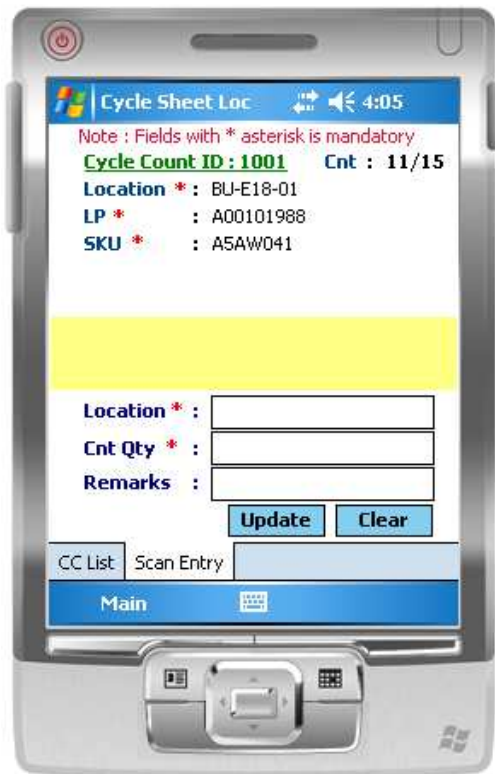 Cycle Sheet Loc 4:05
Note : Fields with * asterisk is mandatory
Cycle Count ID : 1001 Cnt : 11/15
Location * : BU-E18-01
LP * : A00101988
SKU * : A5AW041
Location * :
Cnt Qty * :
Remarks :
Update Clear
CC List Scan Entry
Main